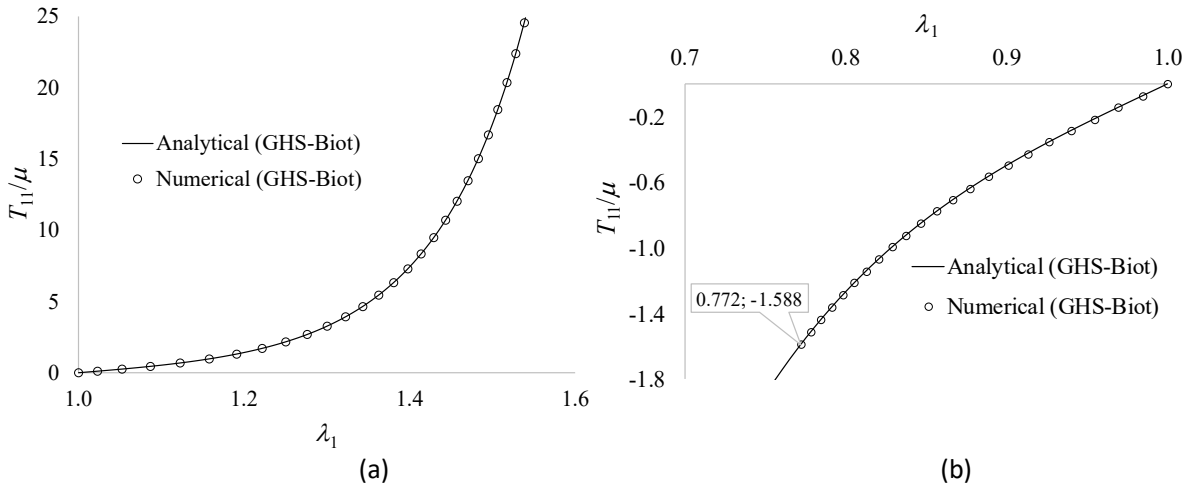 25
20
15
10
5
0
T₁₁/μ
Analytical (GHS-Biot)
Numerical (GHS-Biot)
1.0 1.2 1.4 1.6
λ₁
(a)
λ₁
0.7 0.8 0.9 1.0
-0.2
-0.6
-1.0
-1.4
-1.8
T₁₁/μ
Analytical (GHS-Biot)
Numerical (GHS-Biot)
0.772; -1.588
(b)